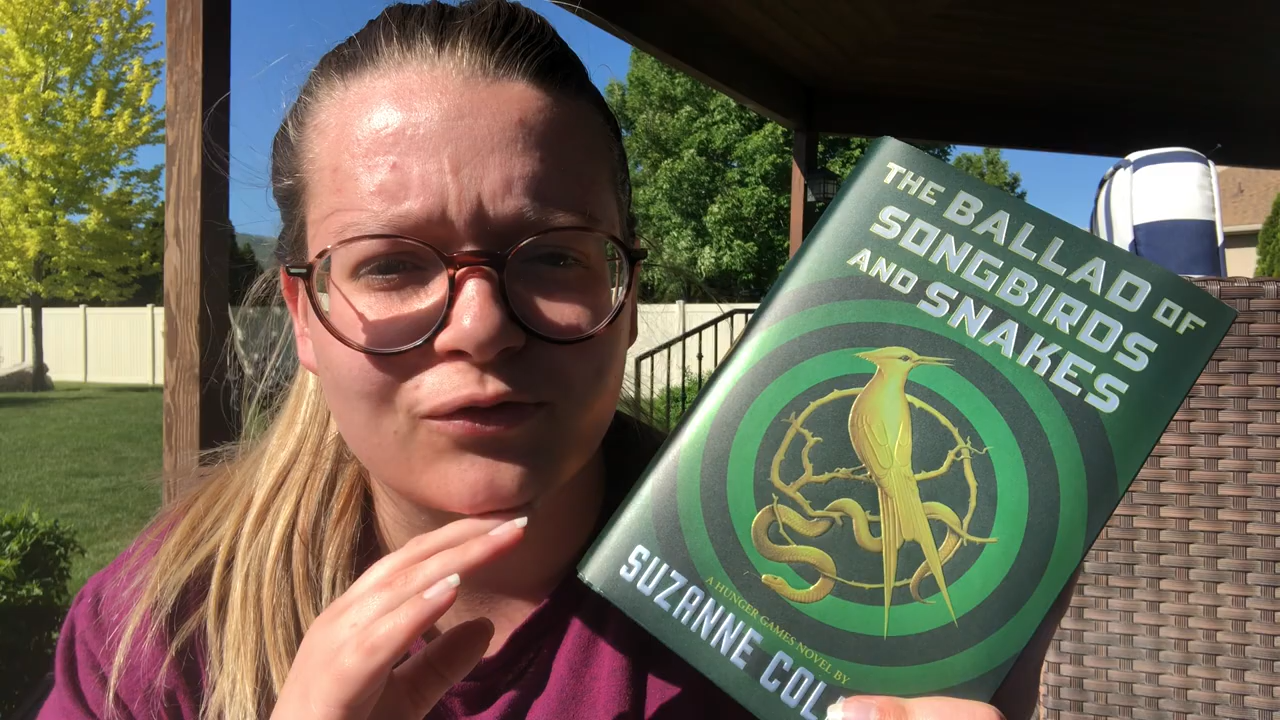 THE BALLAD OF
SONGBIRDS
AND SNAKES
A HUNGER GAMES NOVEL BY
SUZANNE COL